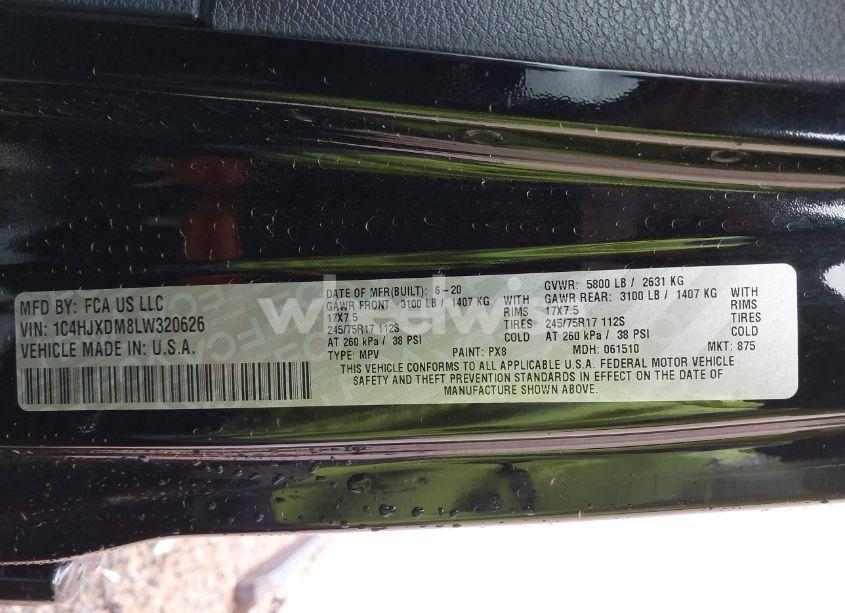 MFD BY: FCA US LLC
VIN: 1C4HJXDM8LW320626
VEHICLE MADE IN: U.S.A.
DATE OF MFR(BUILT): 6-20 GVWR: 5800 LB / 2631 KG
GAWR FRONT: 3100 LB / 1407 KG WITH GAWR REAR: 3100 LB / 1407 KG WITH
17X7.5 RIMS 17X7.5 RIMS
245/75R17 112S TIRES 245/75R17 112S TIRES
AT 260 kPa / 38 PSI COLD AT 260 kPa / 38 PSI COLD
TYPE: MPV PAINT: PX8 MDH: 061510 MKT: 875
THIS VEHICLE CONFORMS TO ALL APPLICABLE U.S.A. FEDERAL MOTOR VEHICLE
SAFETY AND THEFT PREVENTION STANDARDS IN EFFECT ON THE DATE OF
MANUFACTURE SHOWN ABOVE.